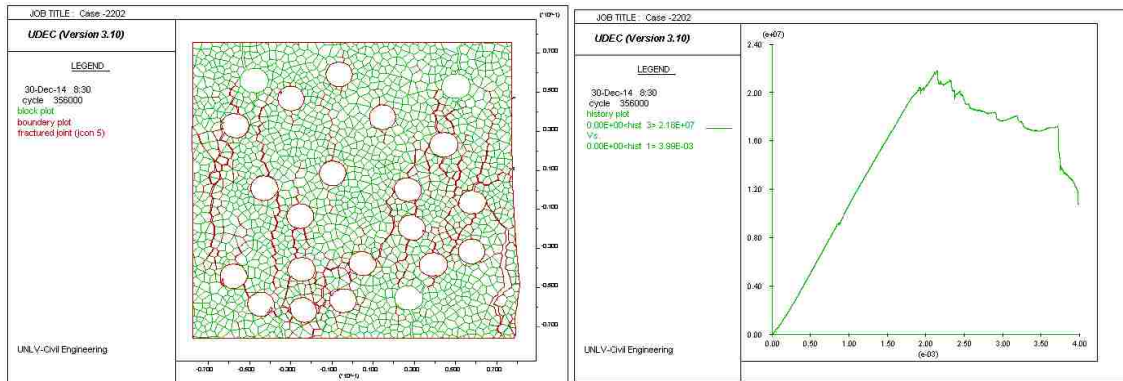 JOB TITLE : Case -2202
UDEC (Version 3.10)
LEGEND
30-Dec-14 8:30
cycle 356000
block plot
boundery plot
fractured joint (jcon 5)
UNLV-Civil Engineering
(*10^-1)
0.700
0.500
0.300
0.100
-0.100
-0.300
-0.500
-0.700
-0.700 -0.500 -0.300 -0.100 0.100 0.300 0.500 0.700
(*10^-1)
JOB TITLE : Case -2202
UDEC (Version 3.10)
LEGEND
30-Dec-14 8:30
cycle 356000
history plot
0.00E+00<hist 3> 2.18E+07
Vs.
0.00E+00<hist 1> 3.99E-03
UNLV-Civil Engineering
(e+07)
2.40
2.00
1.60
1.20
0.80
0.40
0.00
0.00 0.50 1.00 1.50 2.00 2.50 3.00 3.50 4.00
(e-03)